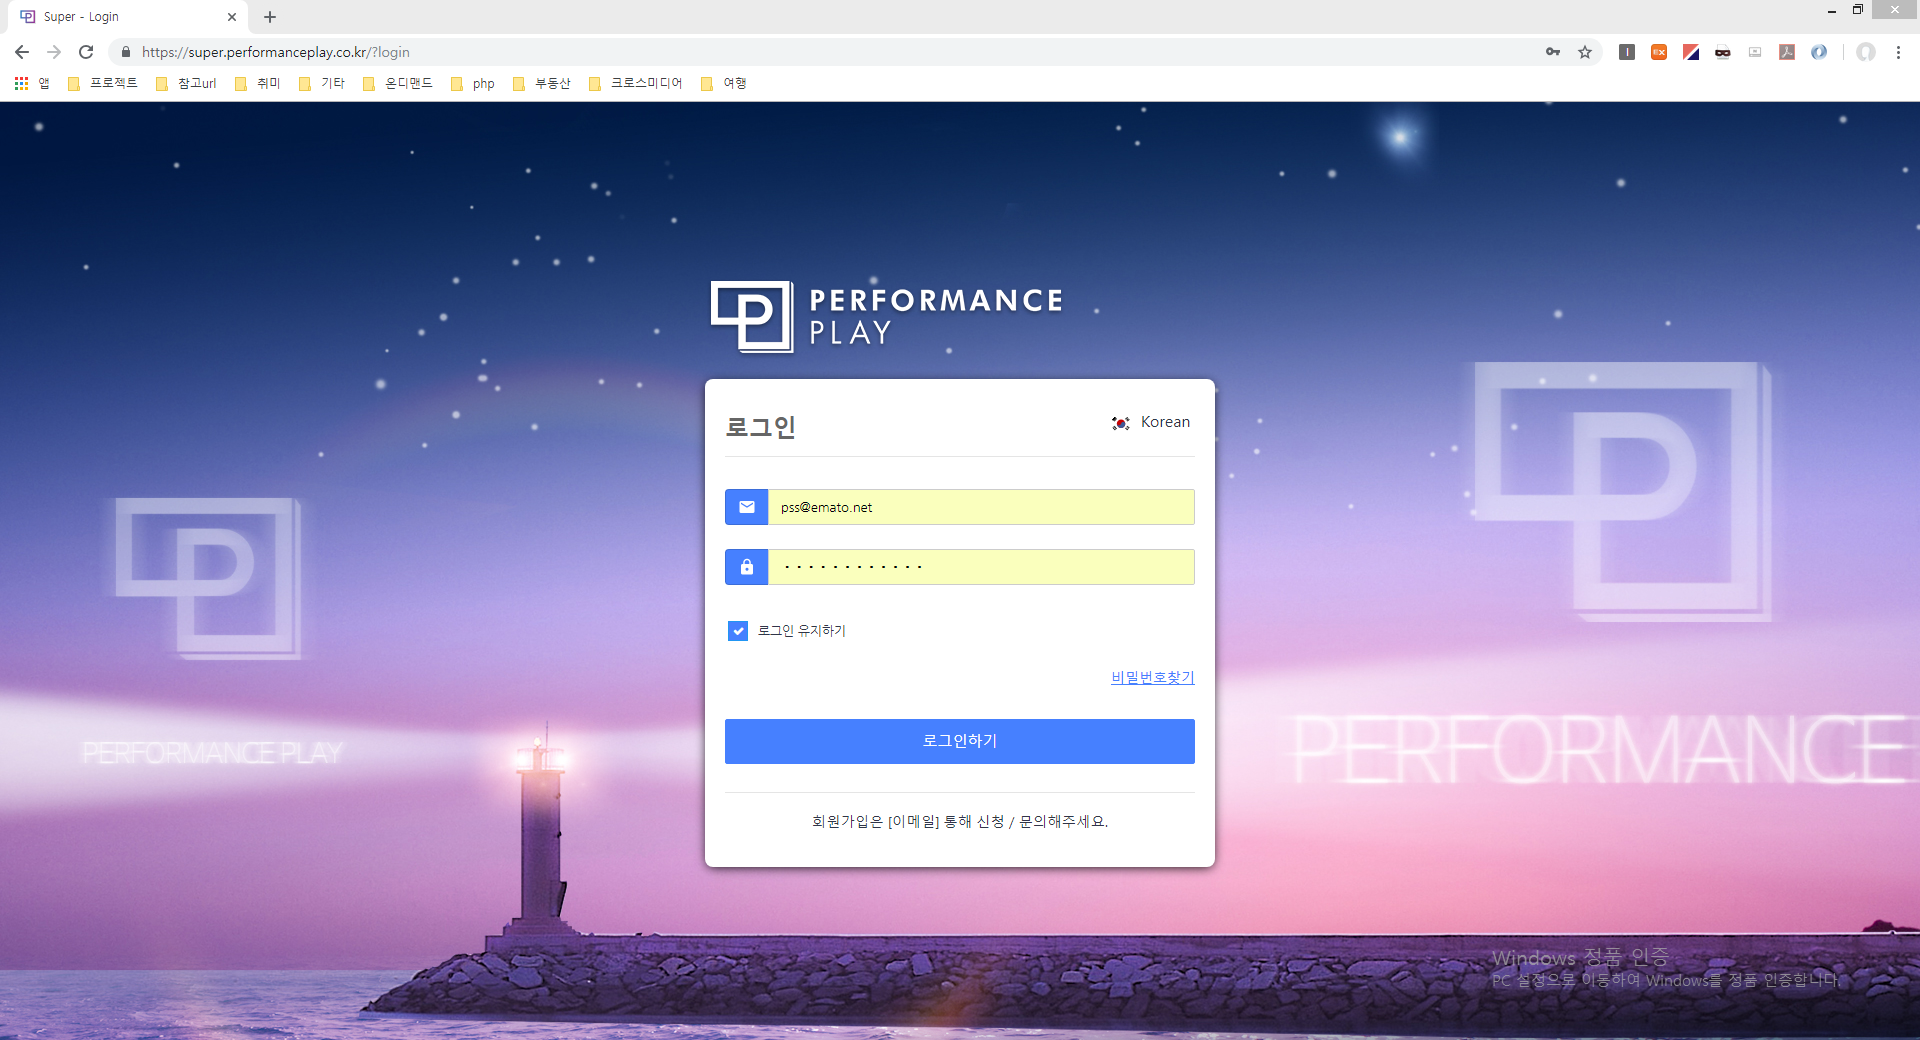 Super - Login
https://super.performanceplay.co.kr/?login
앱 프로젝트 참고url 취미 기타 온디맨드 php 부동산 크로스미디어 여행
PERFORMANCE
PLAY
로그인
Korean
pss@emato.net
로그인 유지하기
비밀번호찾기
로그인하기
회원가입은 [이메일] 통해 신청 / 문의해주세요.
PERFORMANCE PLAY
PERFORMANCE
Windows 정품 인증
PC 설정으로 이동하여 Windows를 정품 인증합니다.